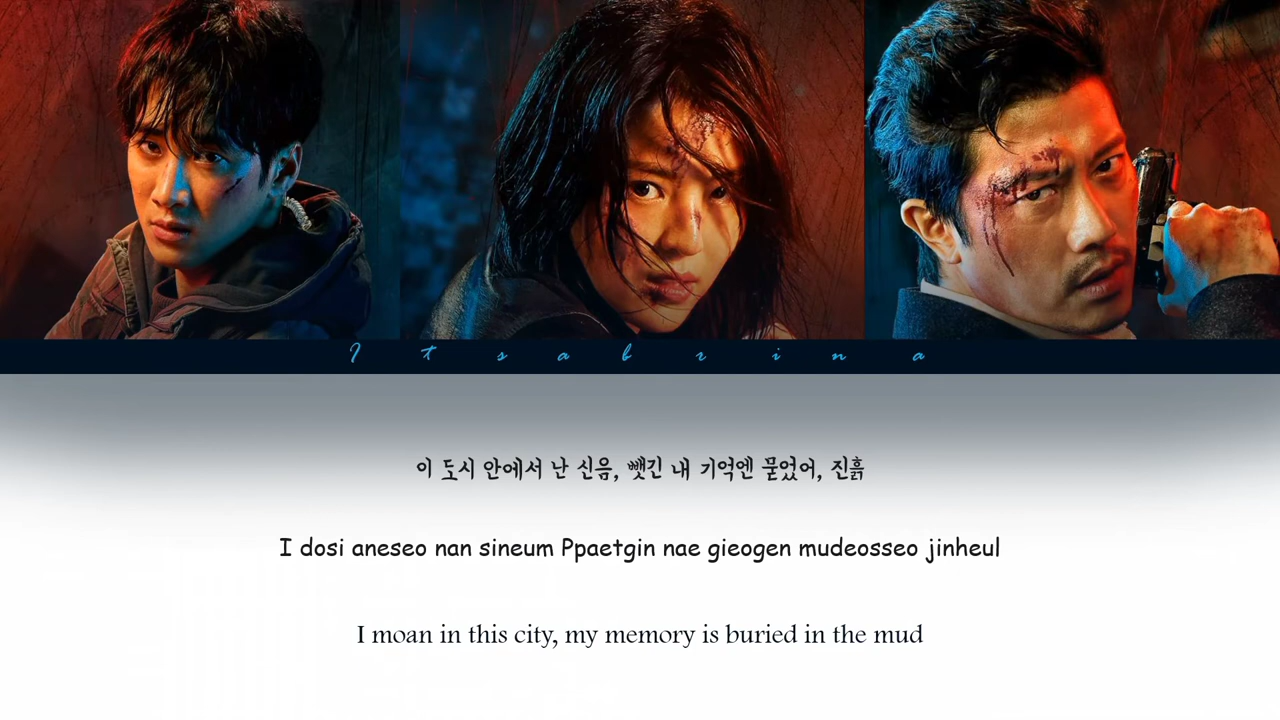 Itsabrina
이 도시 안에서 난 신음, 뺏긴 내 기억엔 묻었어, 진흙
I dosi aneseo nan sineum Ppaetgin nae gieogen mudeosseo jinheul
I moan in this city, my memory is buried in the mud